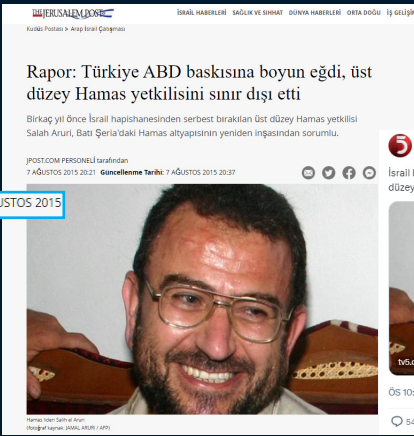 THE JERUSALEM POST
İSRAİL HABERLERİ SAĞLIK VE SIHHAT DÜNYA HABERLERİ ORTA DOĞU İŞ GELİŞİ
Kudüs Postası > Arap İsrail Çatışması
Rapor: Türkiye ABD baskısına boyun eğdi, üst
düzey Hamas yetkilisini sınır dışı etti
Birkaç yıl önce İsrail hapishanesinden serbest bırakılan üst düzey Hamas yetkilisi
Salah Aruri, Batı Şeria'daki Hamas altyapısının yeniden inşasından sorumlu.
JPOST.COM PERSONELİ tarafından
7 AĞUSTOS 2015 20:21 Güncellenme Tarihi: 7 AĞUSTOS 2015 20:37
USTOS 2015
5
İsrail
düzey
tv5.c
ÖS 10:
54
Hamas lideri Salih el Aruri
(fotoğraf kaynak: JAMAL ARURI / AFP)